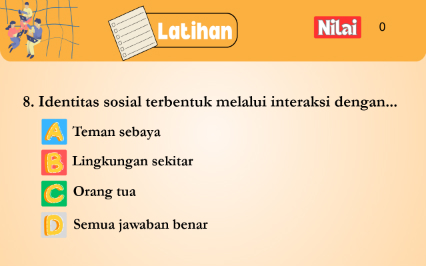 Latihan
Nilai 0
8. Identitas sosial terbentuk melalui interaksi dengan...
A Teman sebaya
B Lingkungan sekitar
C Orang tua
D Semua jawaban benar